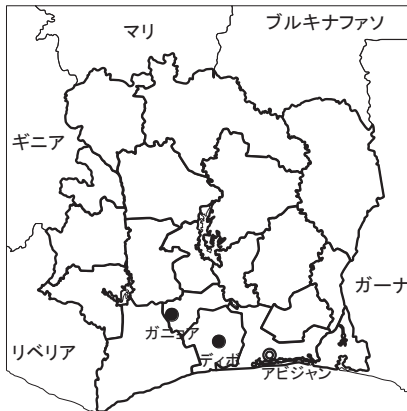 マリ
ブルキナファソ
ギニア
ガーナ
ガニョア
リベリア
ディボ
アビジャン